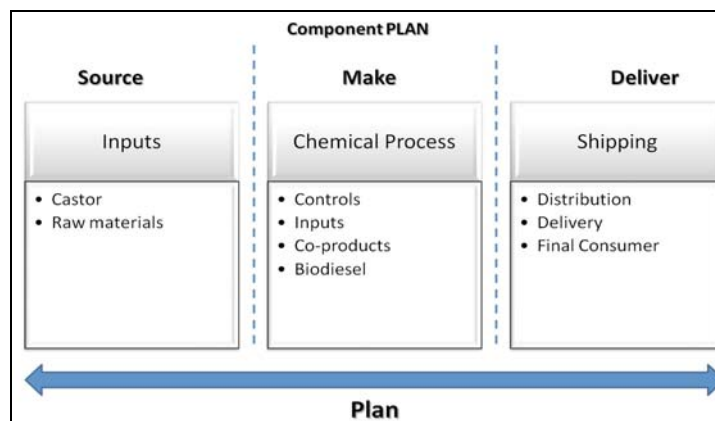 Component PLAN
Source
Make
Deliver
Inputs
Chemical Process
Shipping
• Castor
• Raw materials
• Controls
• Inputs
• Co-products
• Biodiesel
• Distribution
• Delivery
• Final Consumer
Plan